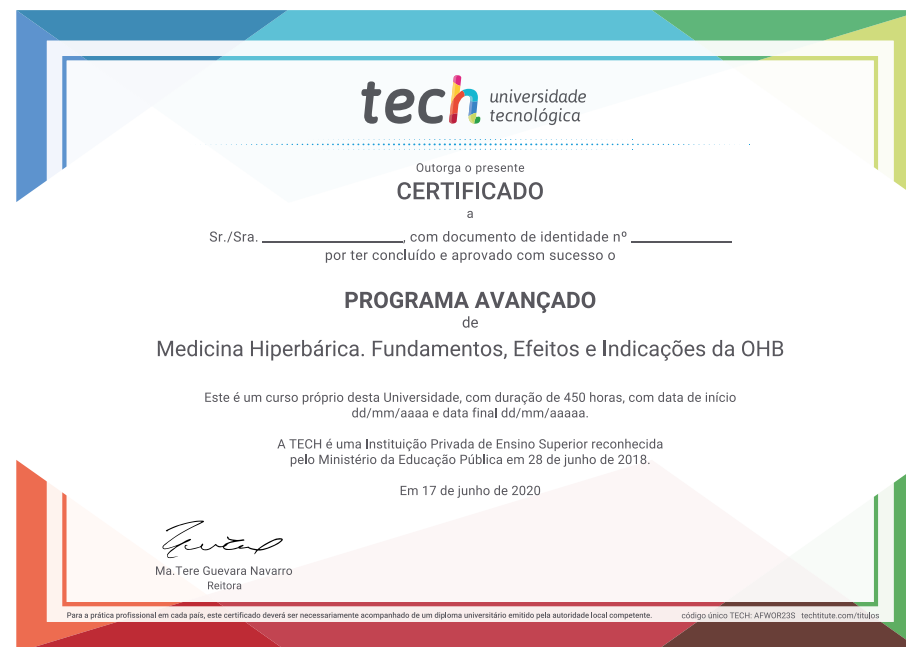 tech universidade
tecnológica
Outorga o presente
CERTIFICADO
a
Sr./Sra. ________________, com documento de identidade nº ____________
por ter concluído e aprovado com sucesso o
PROGRAMA AVANÇADO
de
Medicina Hiperbárica. Fundamentos, Efeitos e Indicações da OHB
Este é um curso próprio desta Universidade, com duração de 450 horas, com data de início
dd/mm/aaaa e data final dd/mm/aaaaa.
A TECH é uma Instituição Privada de Ensino Superior reconhecida
pelo Ministério da Educação Pública em 28 de junho de 2018.
Em 17 de junho de 2020
Ma.Tere Guevara Navarro
Reitora
Para a prática profissional em cada país, este certificado deverá ser necessariamente acompanhado de um diploma universitário emitido pela autoridade local competente. código único TECH: AFWOR23S techtitute.com/titulos